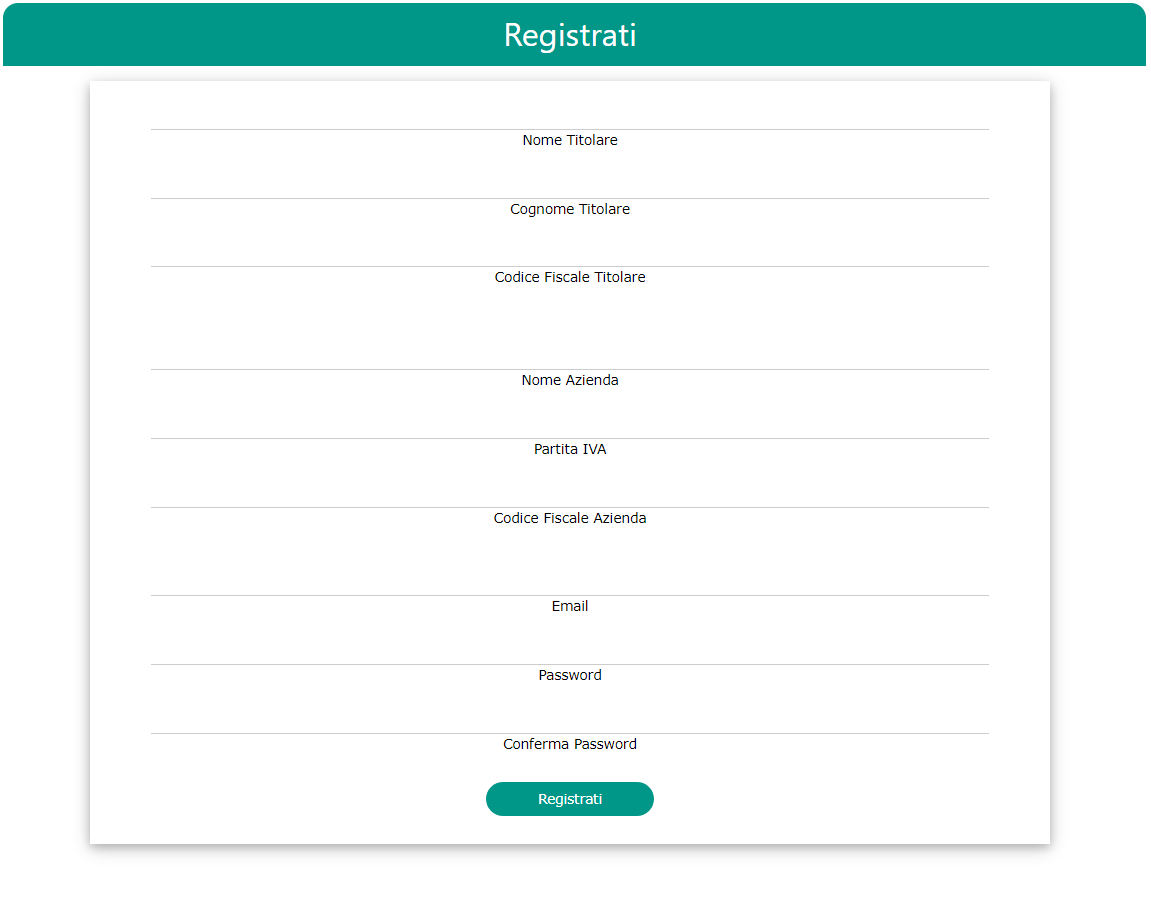 Registrati
Nome Titolare
Cognome Titolare
Codice Fiscale Titolare
Nome Azienda
Partita IVA
Codice Fiscale Azienda
Email
Password
Conferma Password
Registrati